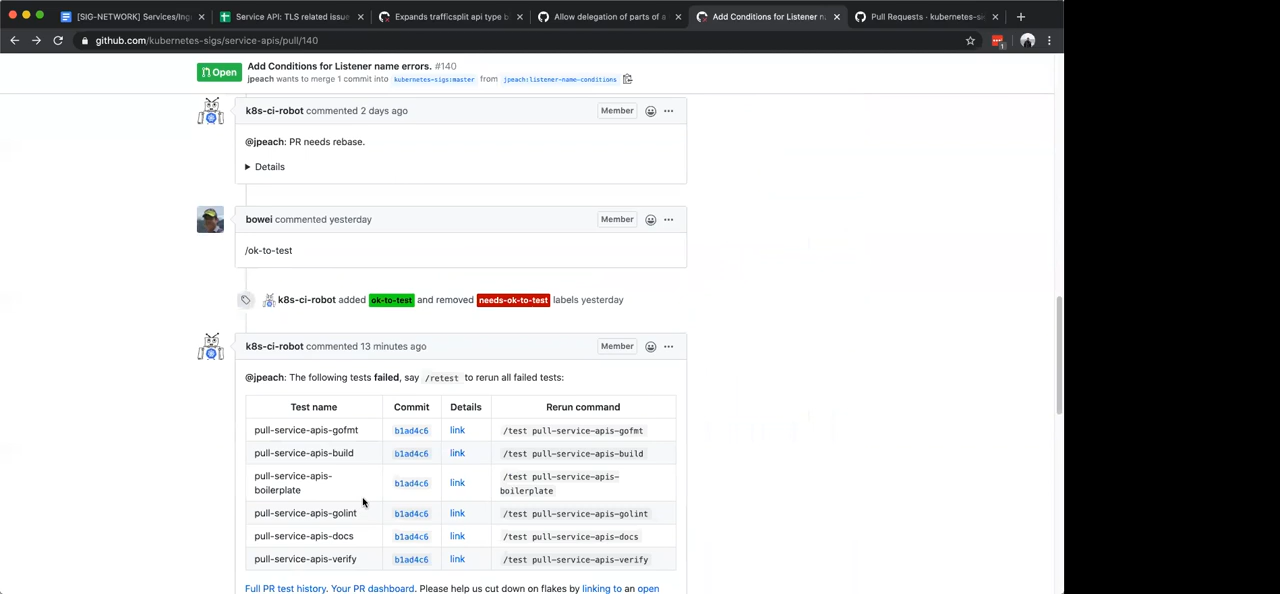 [SIG-NETWORK] Services/Ing
Service API: TLS related issue
Expands trafficsplit api type b
Allow delegation of parts of a
Add Conditions for Listener n
Pull Requests · kubernetes-si
github.com/kubernetes-sigs/service-apis/pull/140
Open
Add Conditions for Listener name errors. #140
jpeach wants to merge 1 commit into kubernetes-sigs:master from jpeach:listener-name-conditions
k8s-ci-robot commented 2 days ago
Member
@jpeach: PR needs rebase.
Details
bowei commented yesterday
Member
/ok-to-test
k8s-ci-robot added ok-to-test and removed needs-ok-to-test labels yesterday
k8s-ci-robot commented 13 minutes ago
Member
@jpeach: The following tests failed, say /retest to rerun all failed tests:
Test name Commit Details Rerun command
pull-service-apis-gofmt b1ad4c6 link /test pull-service-apis-gofmt
pull-service-apis-build b1ad4c6 link /test pull-service-apis-build
pull-service-apis-
boilerplate
b1ad4c6 link
/test pull-service-apis-
boilerplate
pull-service-apis-golint b1ad4c6 link /test pull-service-apis-golint
pull-service-apis-docs b1ad4c6 link /test pull-service-apis-docs
pull-service-apis-verify b1ad4c6 link /test pull-service-apis-verify
Full PR test history. Your PR dashboard. Please help us cut down on flakes by linking to an open